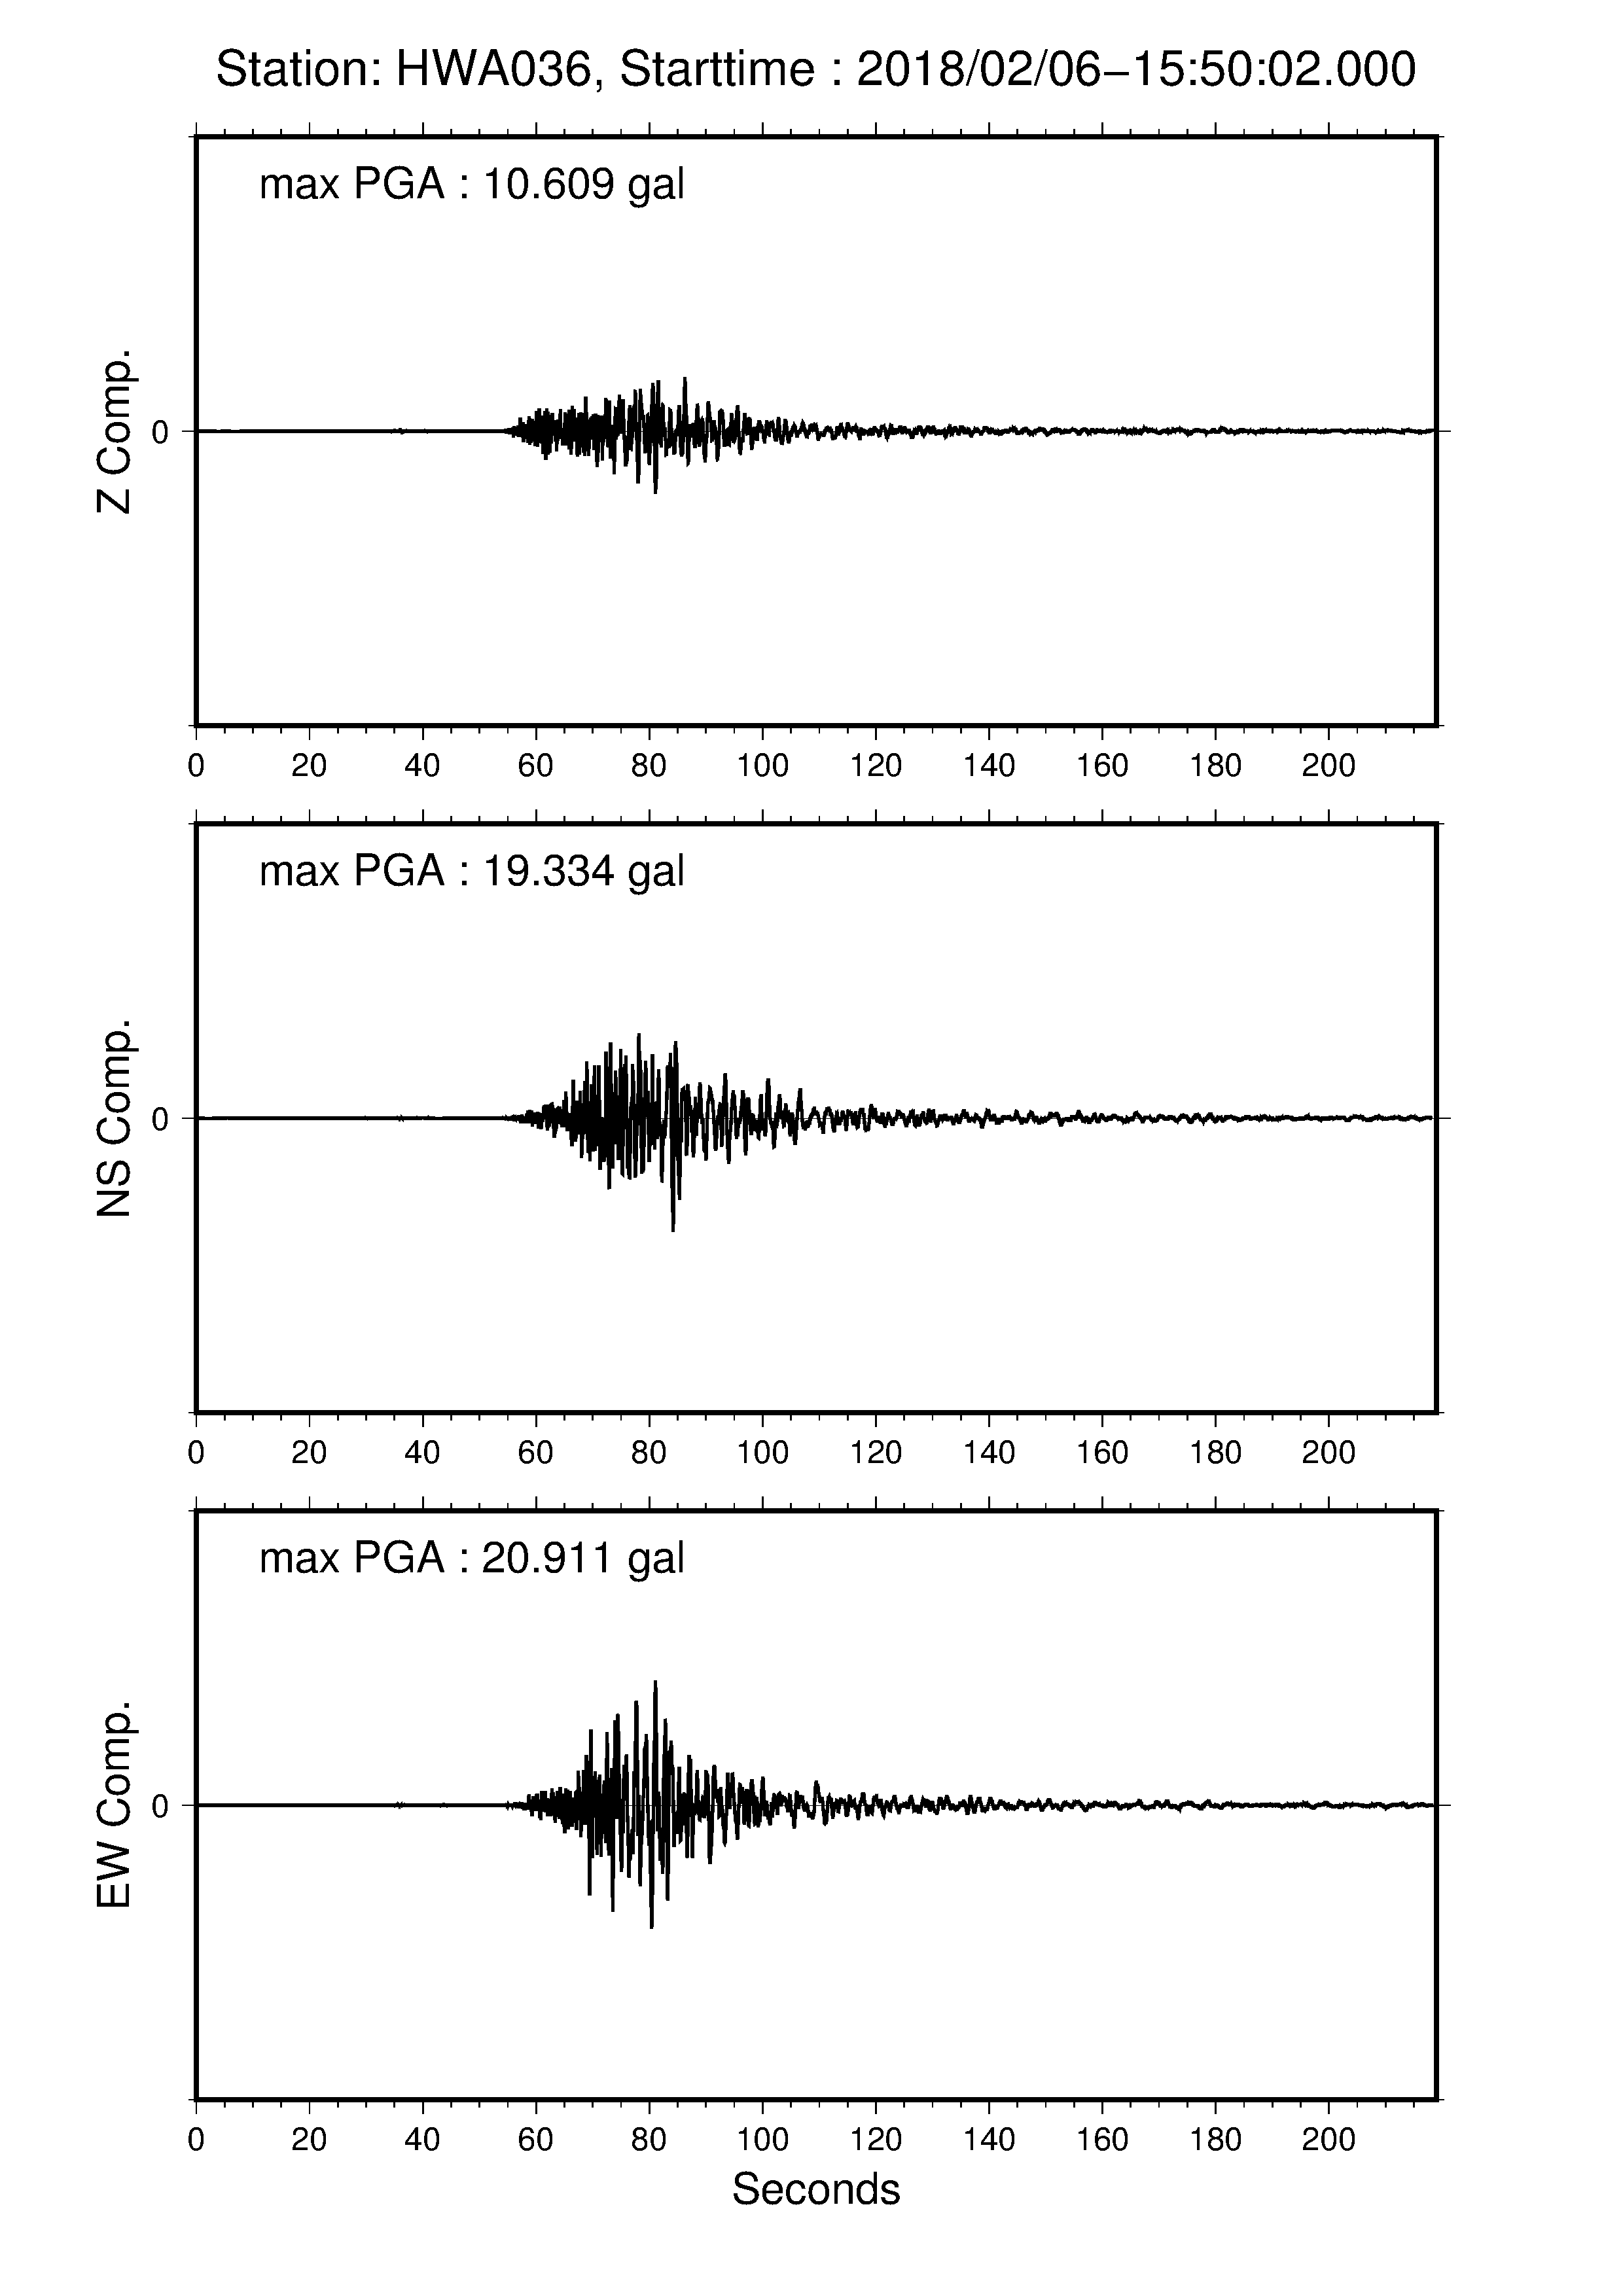 Station: HWA036, Starttime : 2018/02/06−15:50:02.000
max PGA : 10.609 gal
Z Comp.
0
0 20 40 60 80 100 120 140 160 180 200
max PGA : 19.334 gal
NS Comp.
0
0 20 40 60 80 100 120 140 160 180 200
max PGA : 20.911 gal
EW Comp.
0
0 20 40 60 80 100 120 140 160 180 200
Seconds